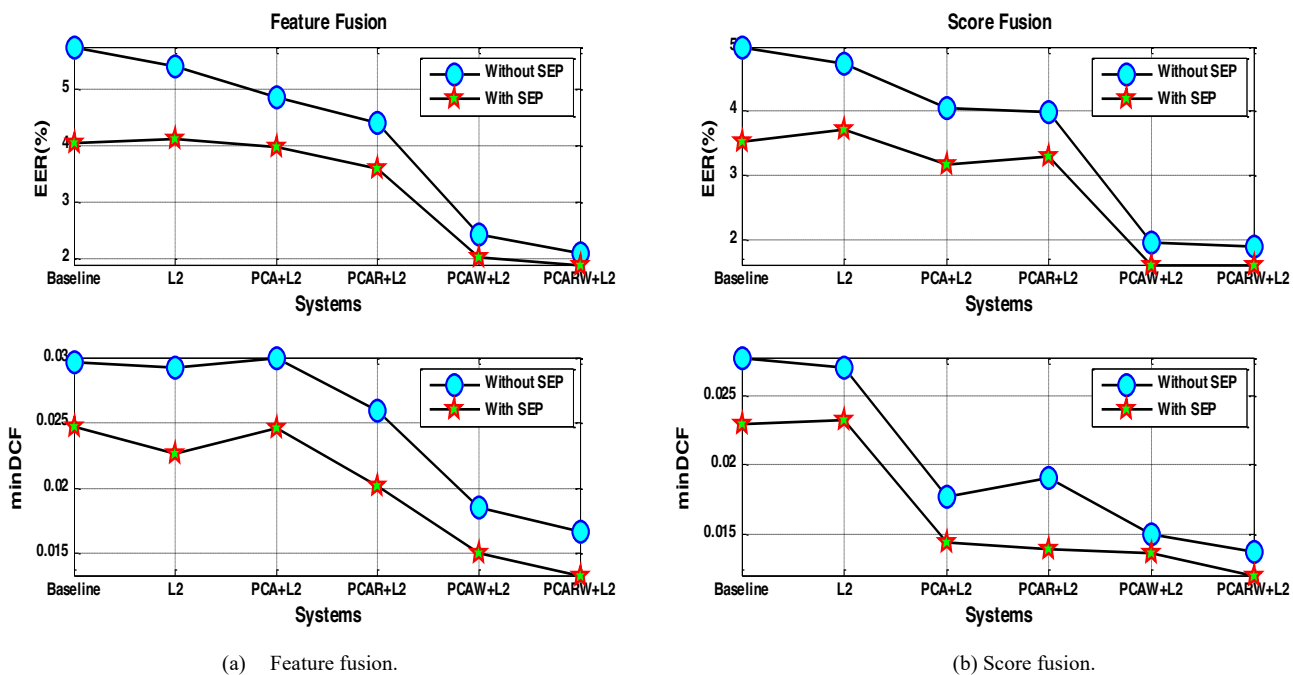 Feature Fusion
5
4
3
2
EER(%)
Without SEP
With SEP
Baseline L2 PCA+L2 PCAR+L2 PCAW+L2 PCARW+L2
Systems
0.03
0.025
0.02
0.015
minDCF
Without SEP
With SEP
Baseline L2 PCA+L2 PCAR+L2 PCAW+L2 PCARW+L2
Systems
(a) Feature fusion.
Score Fusion
5
4
3
2
EER(%)
Without SEP
With SEP
Baseline L2 PCA+L2 PCAR+L2 PCAW+L2 PCARW+L2
Systems
0.025
0.02
0.015
minDCF
Without SEP
With SEP
Baseline L2 PCA+L2 PCAR+L2 PCAW+L2 PCARW+L2
Systems
(b) Score fusion.